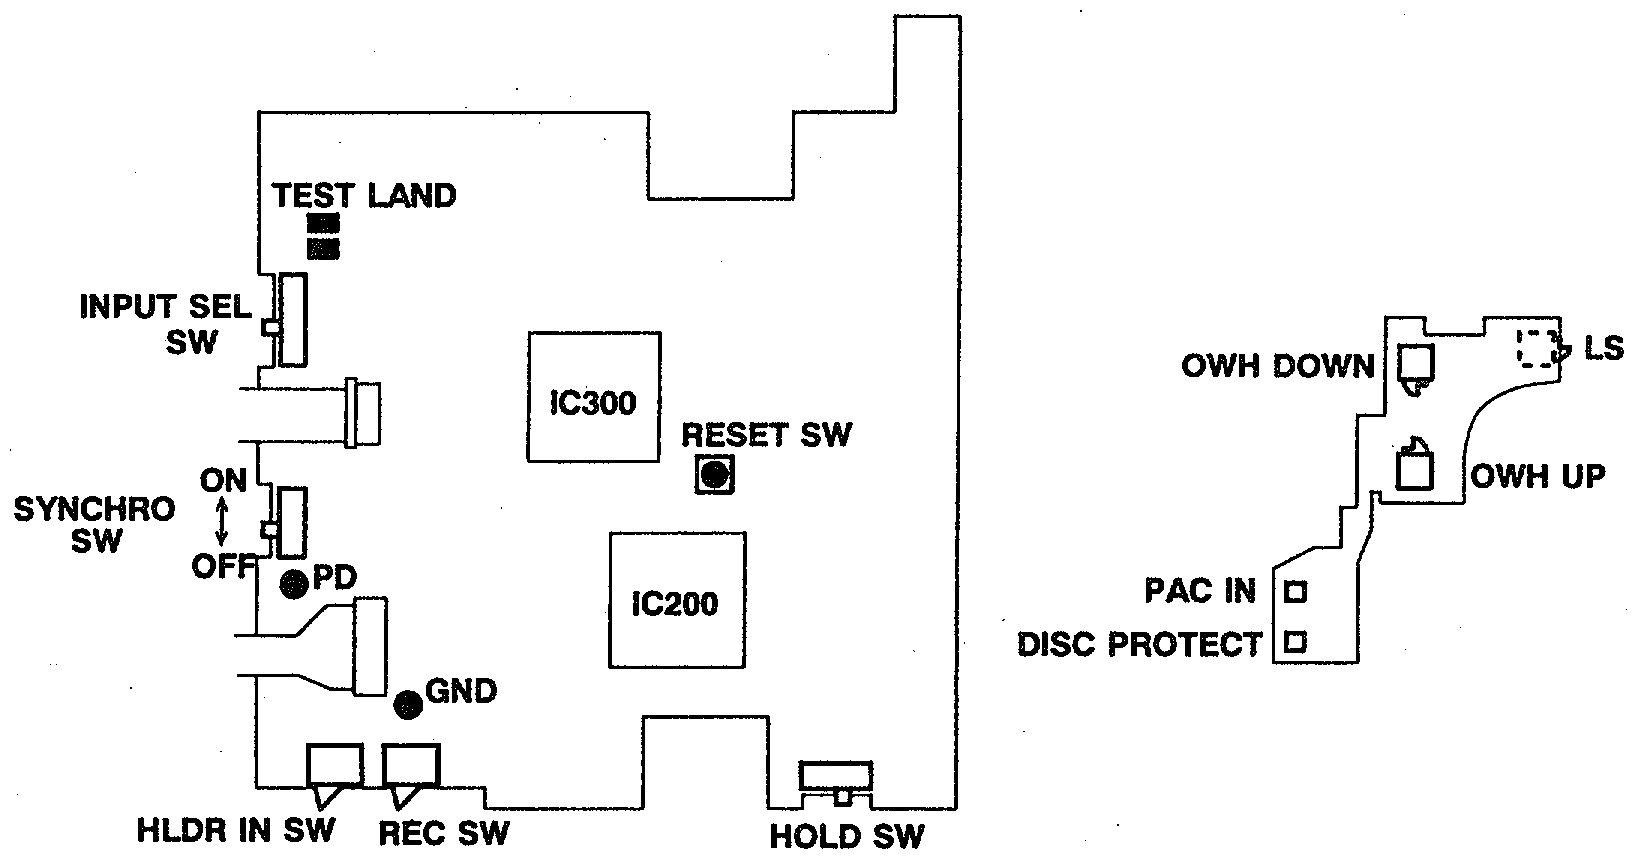 TEST LAND
INPUT SEL
SW
IC300
RESET SW
ON
SYNCHRO
SW
OFF
PD
IC200
GND
HLDR IN SW
REC SW
HOLD SW
OWH DOWN
LS
OWH UP
PAC IN
DISC PROTECT